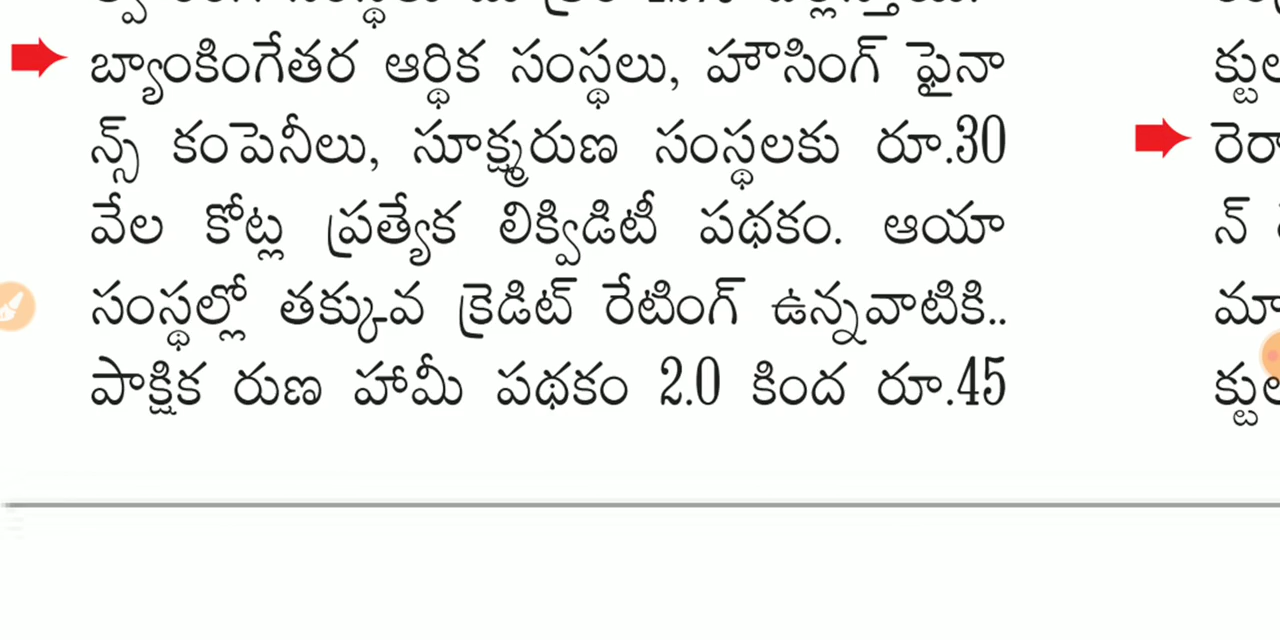 బ్యాంకింగేతర ఆర్థిక సంస్థలు, హౌసింగ్ ఫైనా
న్స్ కంపెనీలు, సూక్ష్మరుణ సంస్థలకు రూ.30
వేల కోట్ల ప్రత్యేక లిక్విడిటీ పథకం. ఆయా
సంస్థల్లో తక్కువ క్రెడిట్ రేటింగ్ ఉన్నవాటికి..
పాక్షిక రుణ హామీ పథకం 2.0 కింద రూ.45